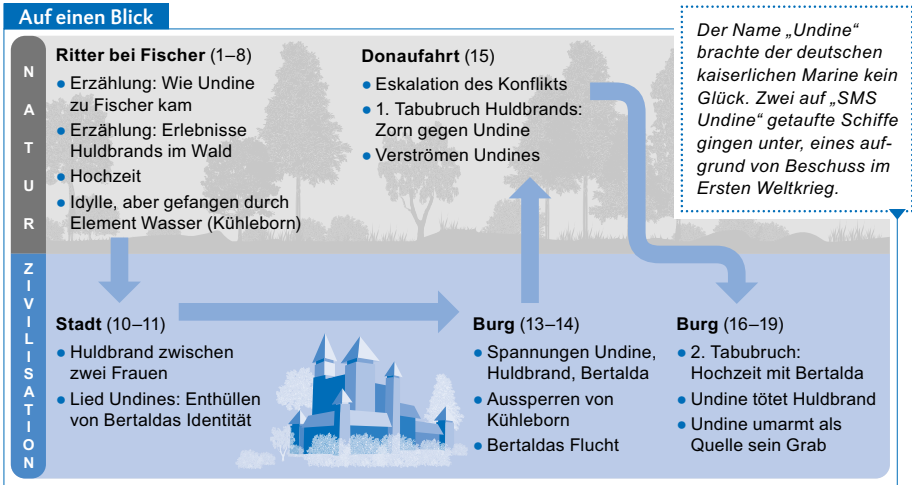 Auf einen Blick
NATUR
Ritter bei Fischer (1–8)
● Erzählung: Wie Undine
zu Fischer kam
● Erzählung: Erlebnisse
Huldbrands im Wald
● Hochzeit
● Idylle, aber gefangen durch
Element Wasser (Kühleborn)
Donaufahrt (15)
● Eskalation des Konflikts
● 1. Tabubruch Huldbrands:
Zorn gegen Undine
● Verströmen Undines
Der Name „Undine“
brachte der deutschen
kaiserlichen Marine kein
Glück. Zwei auf „SMS
Undine“ getaufte Schiffe
gingen unter, eines auf-
grund von Beschuss im
Ersten Weltkrieg.
ZIVILISATION
Stadt (10–11)
● Huldbrand zwischen
zwei Frauen
● Lied Undines: Enthüllen
von Bertaldas Identität
Burg (13–14)
● Spannungen Undine,
Huldbrand, Bertalda
● Aussperren von
Kühleborn
● Bertaldas Flucht
Burg (16–19)
● 2. Tabubruch:
Hochzeit mit Bertalda
● Undine tötet Huldbrand
● Undine umarmt als
Quelle sein Grab